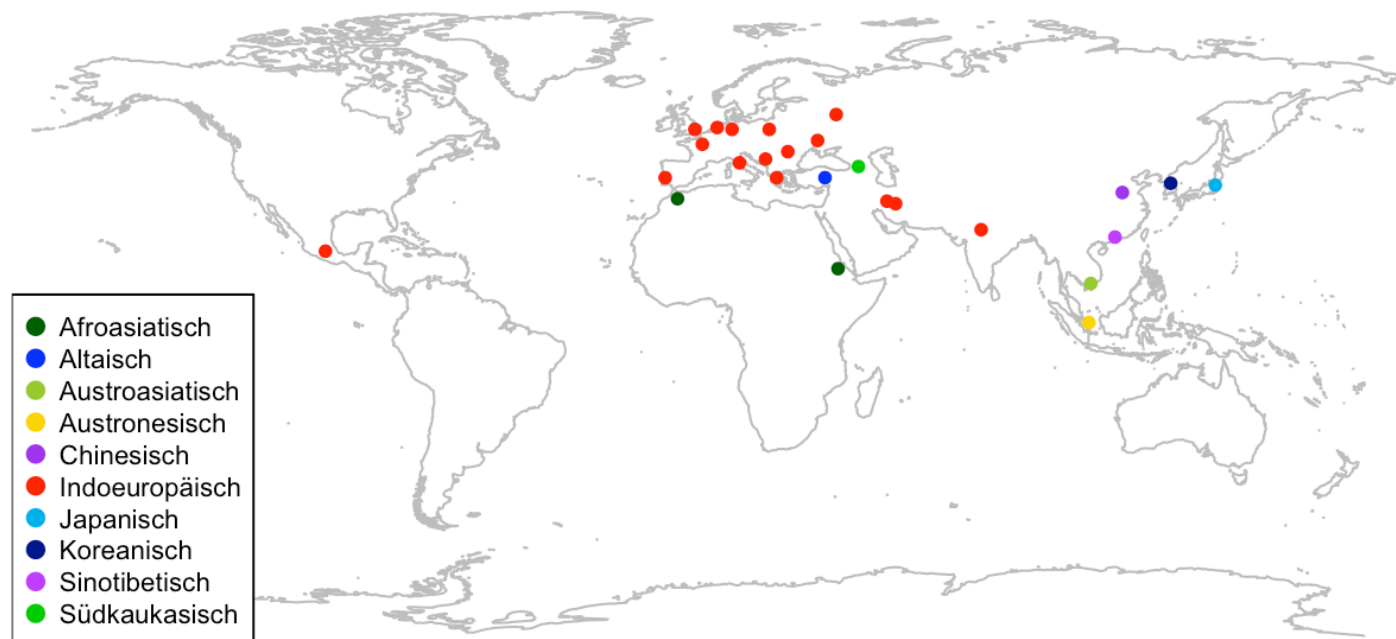 Afroasiatisch
Altaisch
Austroasiatisch
Austronesisch
Chinesisch
Indoeuropäisch
Japanisch
Koreanisch
Sinotibetisch
Südkaukasisch